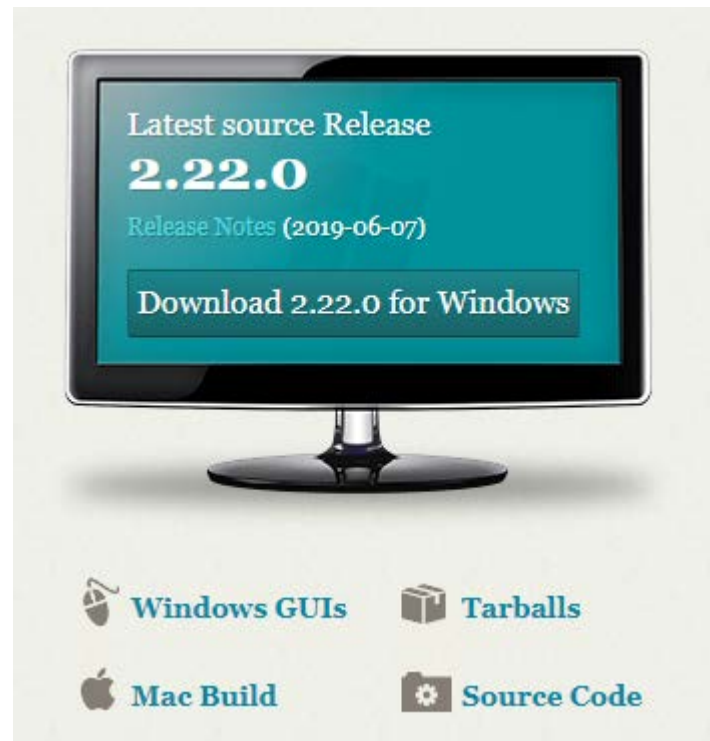 Latest source Release
2.22.0
Release Notes (2019-06-07)
Download 2.22.0 for Windows
Windows GUIs
Tarballs
Mac Build
Source Code